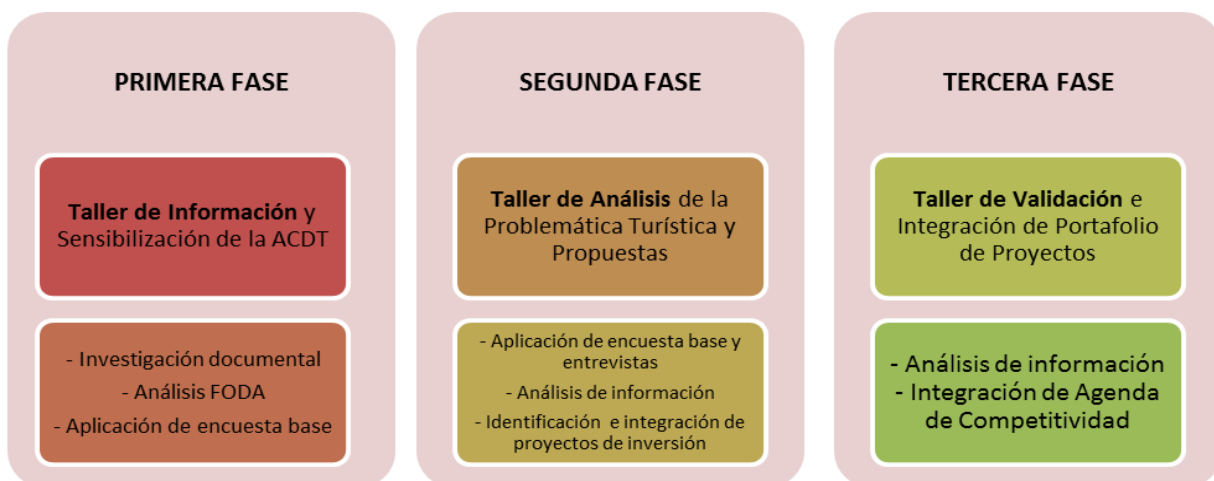 PRIMERA FASE
Taller de Información y
Sensibilización de la ACDT
- Investigación documental
- Análisis FODA
- Aplicación de encuesta base
SEGUNDA FASE
Taller de Análisis de la
Problemática Turística y
Propuestas
- Aplicación de encuesta base y
entrevistas
- Análisis de información
- Identificación e integración de
proyectos de inversión
TERCERA FASE
Taller de Validación e
Integración de Portafolio
de Proyectos
- Análisis de información
- Integración de Agenda
de Competitividad